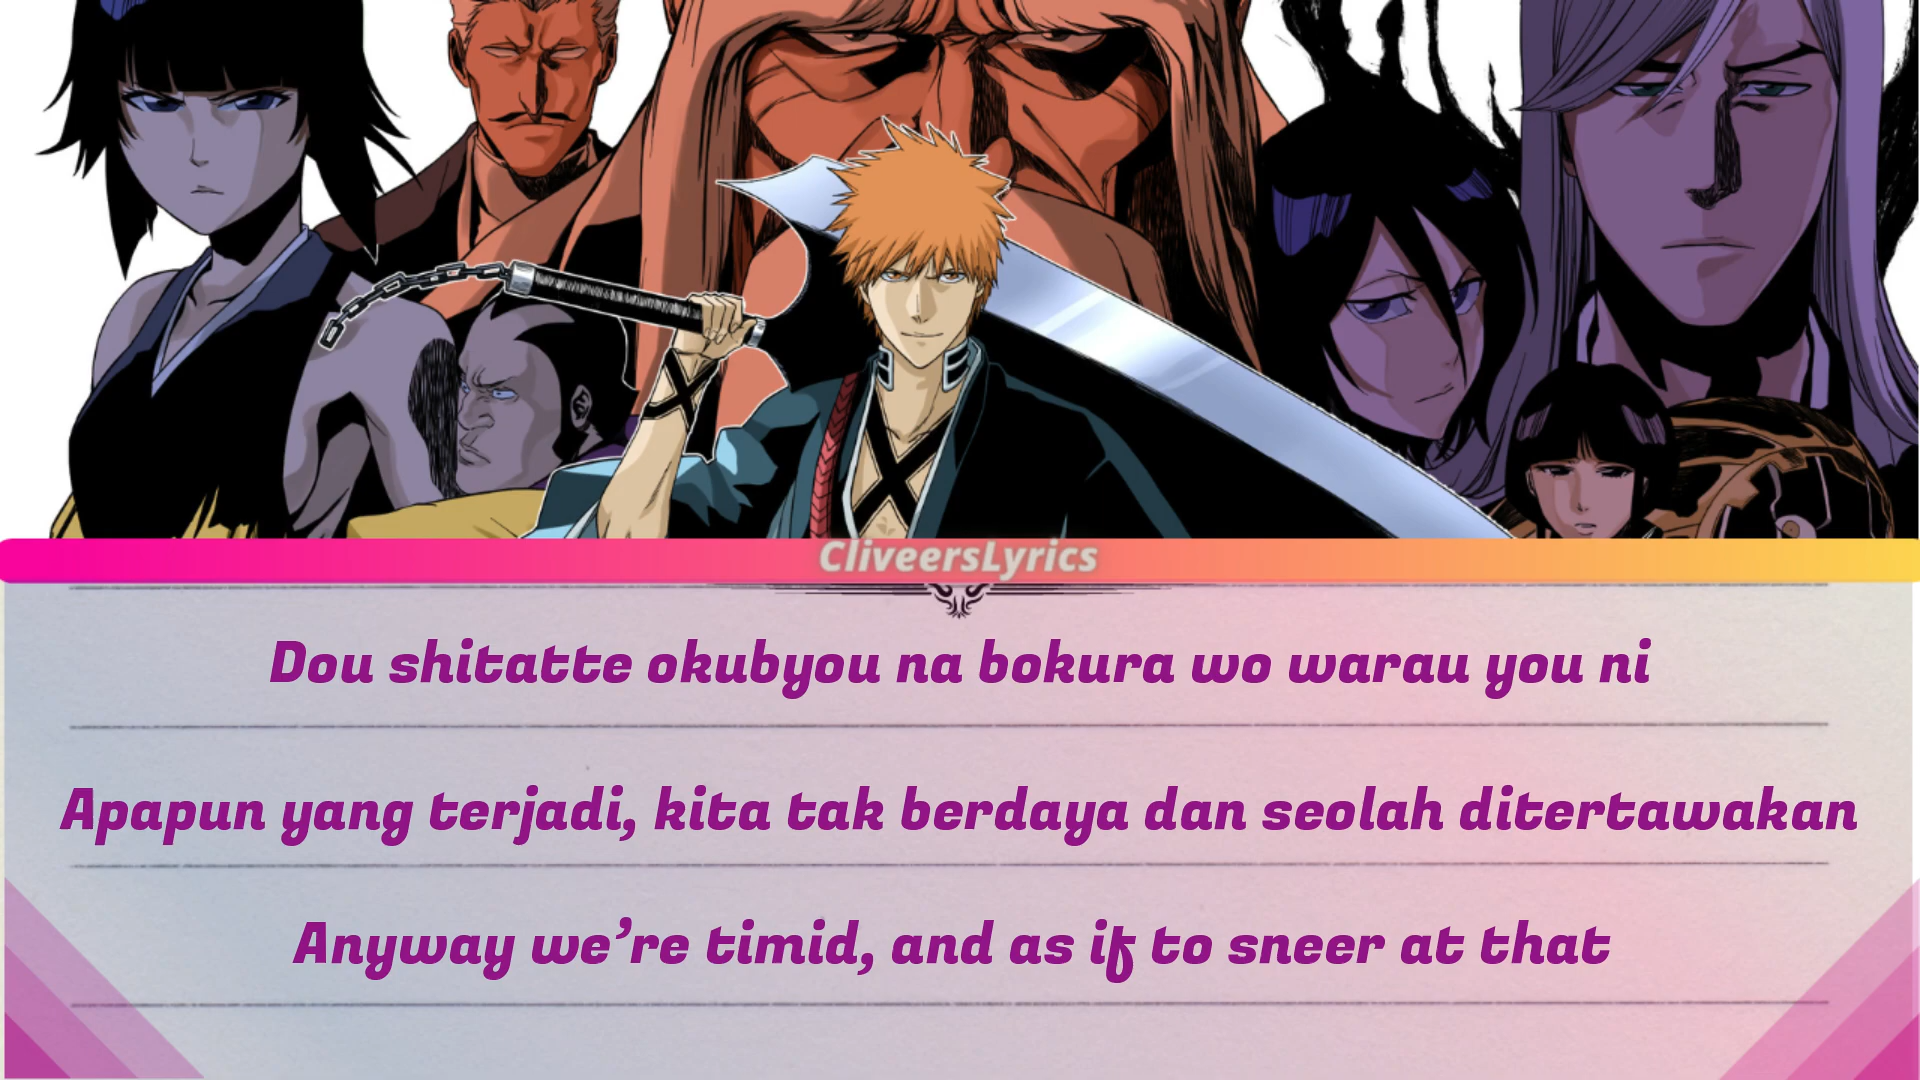 CliveersLyrics
Dou shitatte okubyou na bokura wo warau you ni
Apapun yang terjadi, kita tak berdaya dan seolah ditertawakan
Anyway we’re timid, and as if to sneer at that